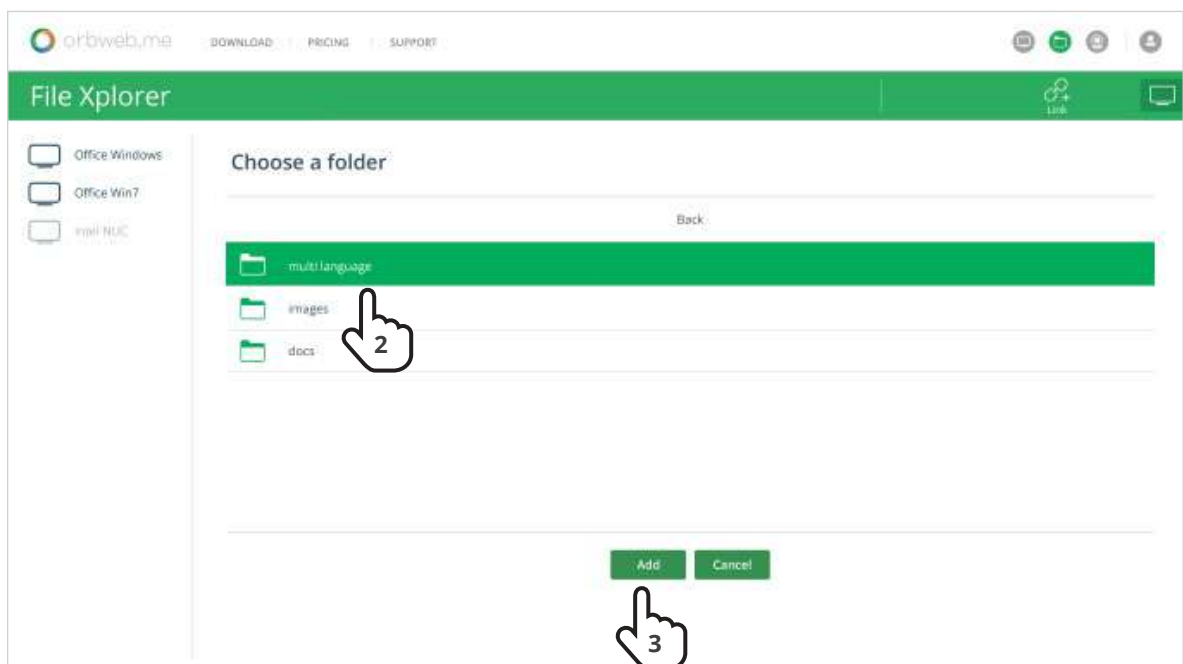 orbweb.me
DOWNLOAD PRICING SUPPORT
File Xplorer
Link
Office Windows
Office Win7
Intel NUC
Choose a folder
Back
multi language
images
docs
2
Add Cancel
3